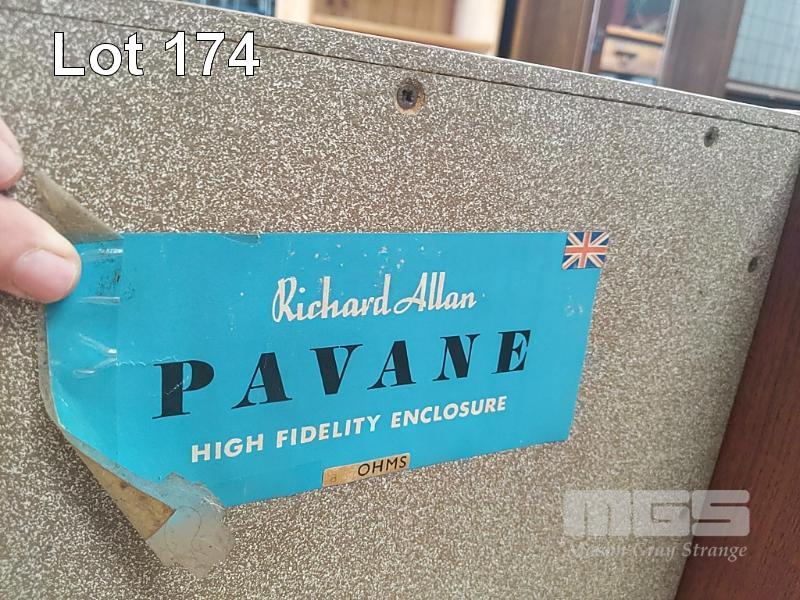 Lot 174
Richard Allan
PAVANE
HIGH FIDELITY ENCLOSURE
OHMS
MGS
Mason Gray Strange